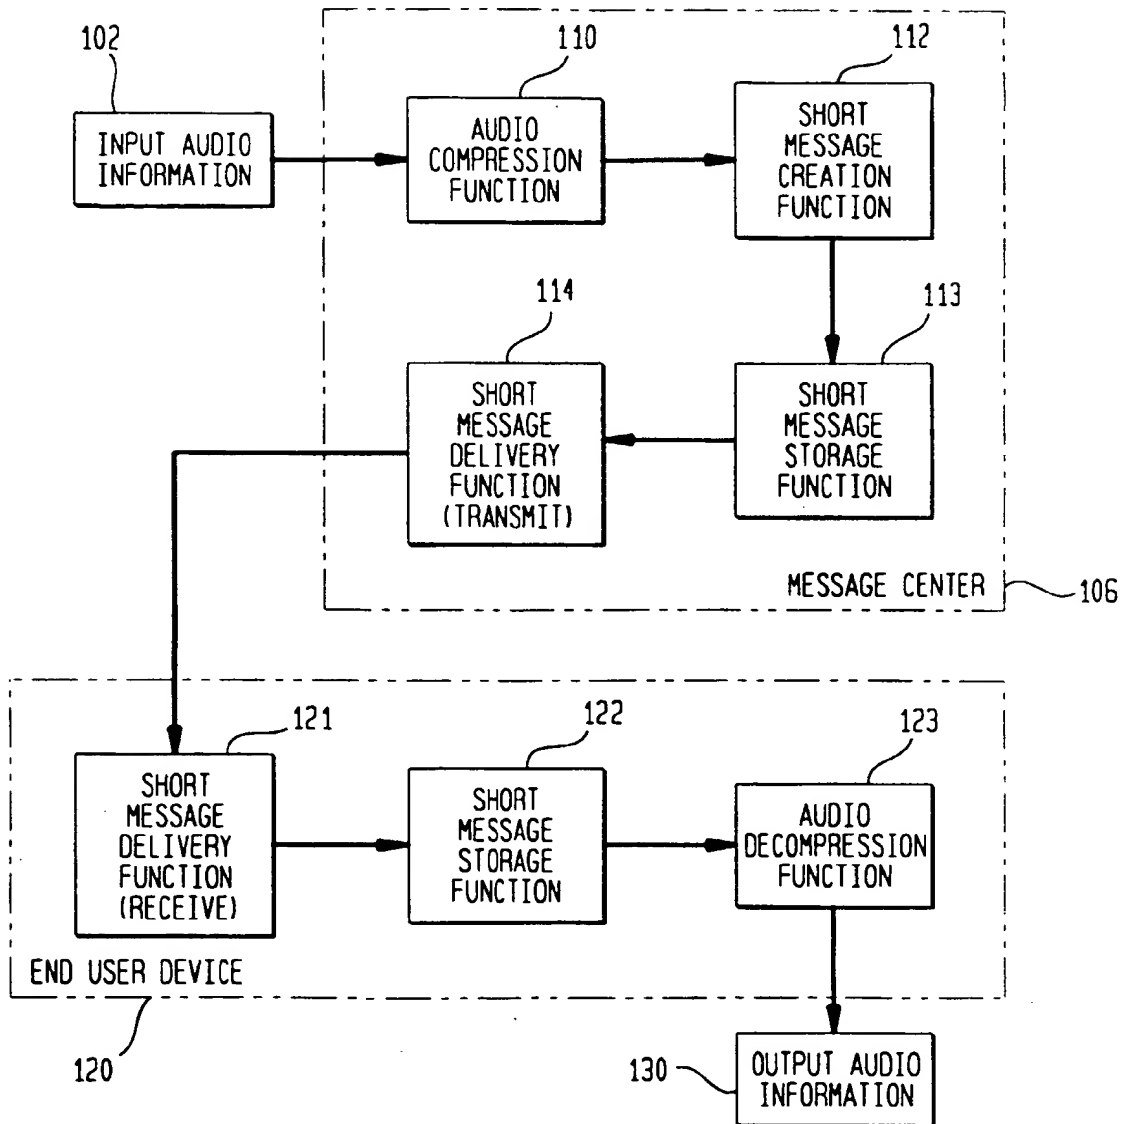 102
110
112
INPUT AUDIO
INFORMATION
AUDIO
COMPRESSION
FUNCTION
SHORT
MESSAGE
CREATION
FUNCTION
114
113
SHORT
MESSAGE
DELIVERY
FUNCTION
(TRANSMIT)
SHORT
MESSAGE
STORAGE
FUNCTION
MESSAGE CENTER
106
121
122
123
SHORT
MESSAGE
DELIVERY
FUNCTION
(RECEIVE)
SHORT
MESSAGE
STORAGE
FUNCTION
AUDIO
DECOMPRESSION
FUNCTION
END USER DEVICE
120
130
OUTPUT AUDIO
INFORMATION